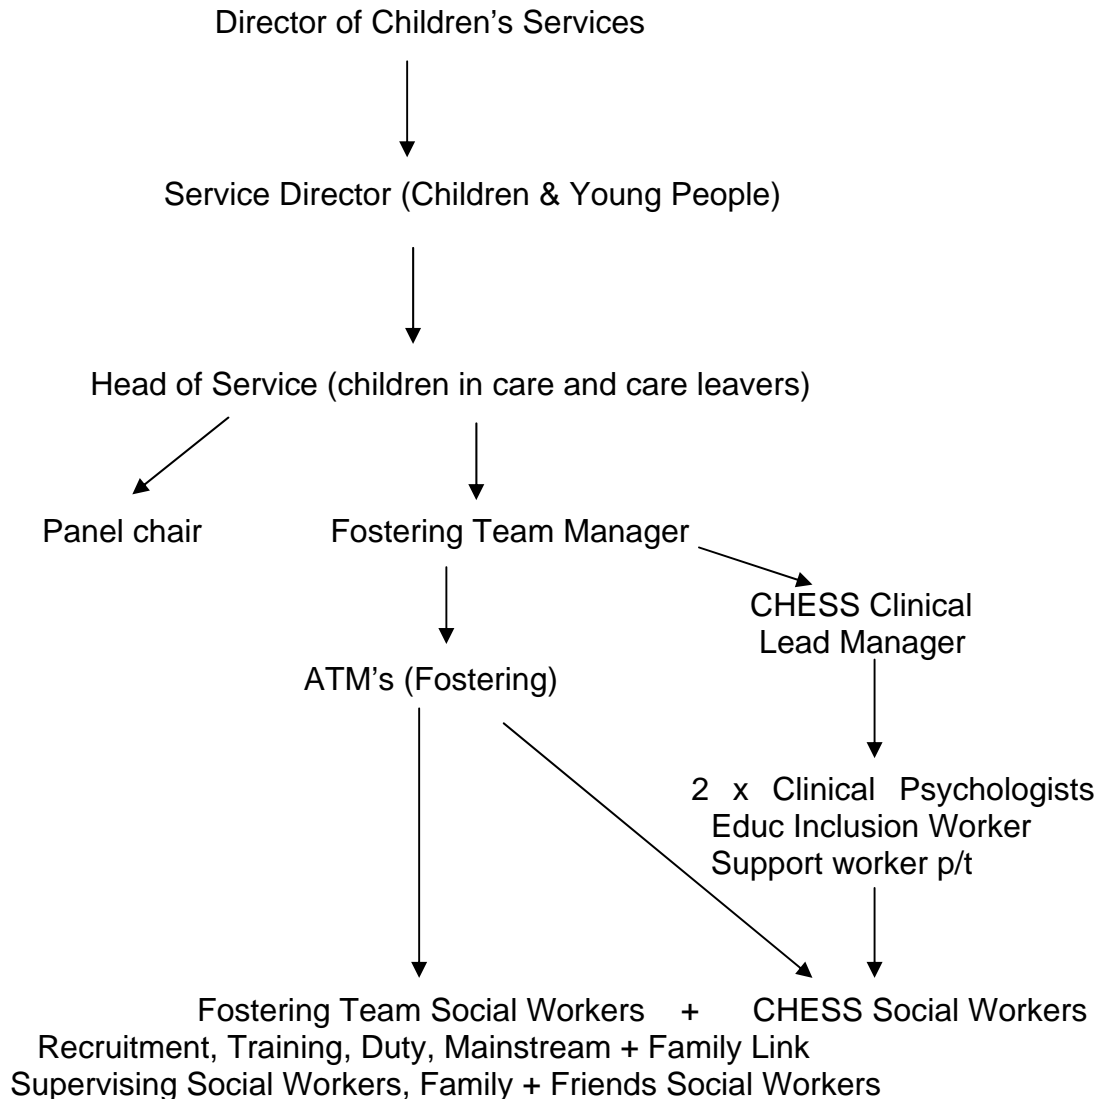 Director of Children’s Services
Service Director (Children & Young People)
Head of Service (children in care and care leavers)
Panel chair
Fostering Team Manager
CHESS Clinical
Lead Manager
ATM’s (Fostering)
2 x Clinical Psychologists
Educ Inclusion Worker
Support worker p/t
Fostering Team Social Workers + CHESS Social Workers
Recruitment, Training, Duty, Mainstream + Family Link
Supervising Social Workers, Family + Friends Social Workers